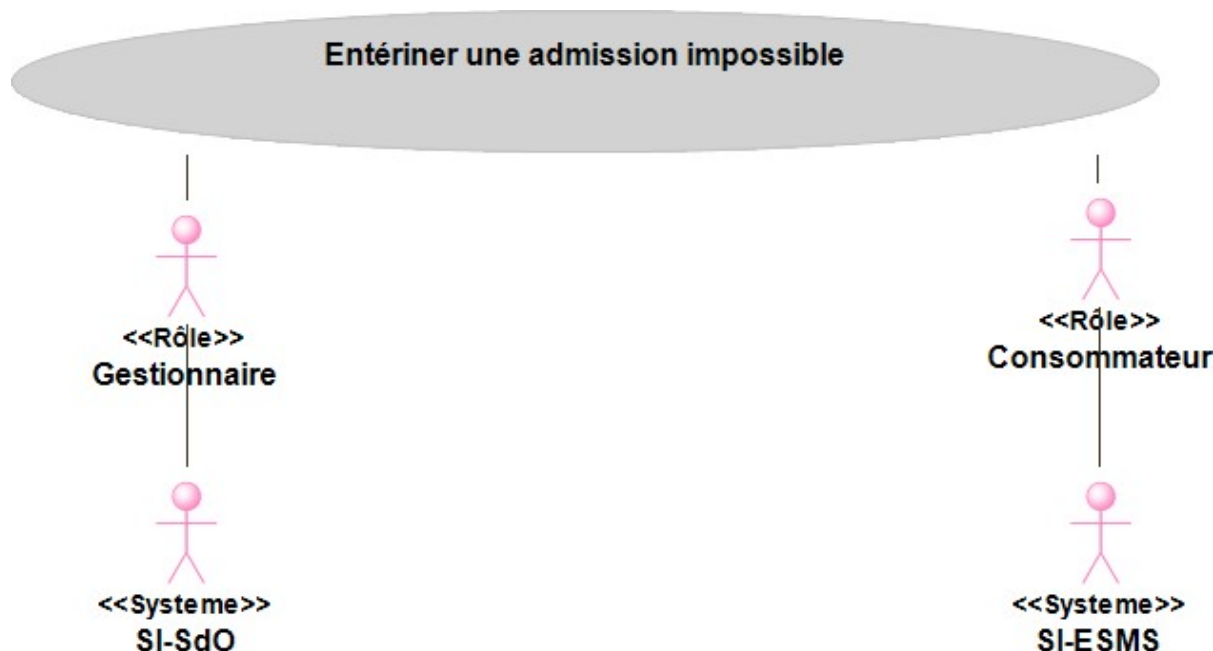 Entériner une admission impossible
<<Rôle>>
Gestionnaire
<<Rôle>>
Consommateur
<<Systeme>>
SI-SdO
<<Systeme>>
SI-ESMS